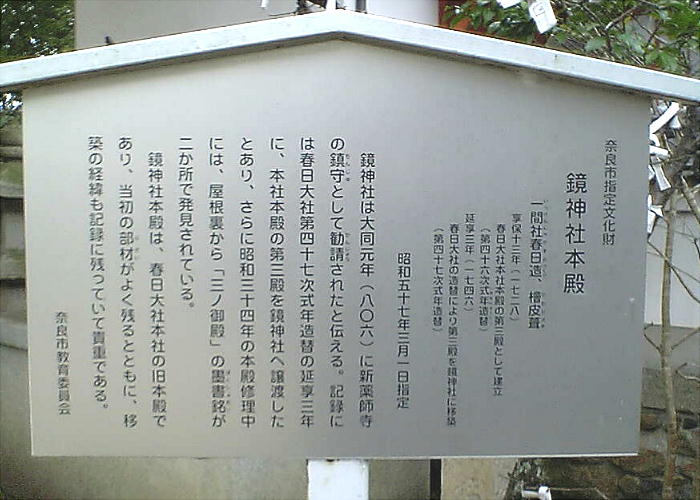 奈良市指定文化財
鏡神社本殿
一間社春日造、檜皮葺
享保十三年(一七二八)
春日大社本社本殿の第三殿として建立
(第四十六次式年造替)
延享三年(一七四六)
春日大社の造替により第三殿を鏡神社に移築
(第四十七次式年造替)
昭和五十七年三月一日指定
鏡神社は大同元年(八〇六)に新薬師寺
の鎮守として勧請されたと伝える。記録に
は春日大社第四十七次式年造替の延享三年
に、本社本殿の第三殿を鏡神社へ譲渡した
とあり、さらに昭和三十四年の本殿修理中
には、屋根裏から「三ノ御殿」の墨書銘が
二か所で発見されている。
鏡神社本殿は、春日大社本社の旧本殿で
あり、当初の部材がよく残るとともに、移
築の経緯も記録に残っていて貴重である。
奈良市教育委員会